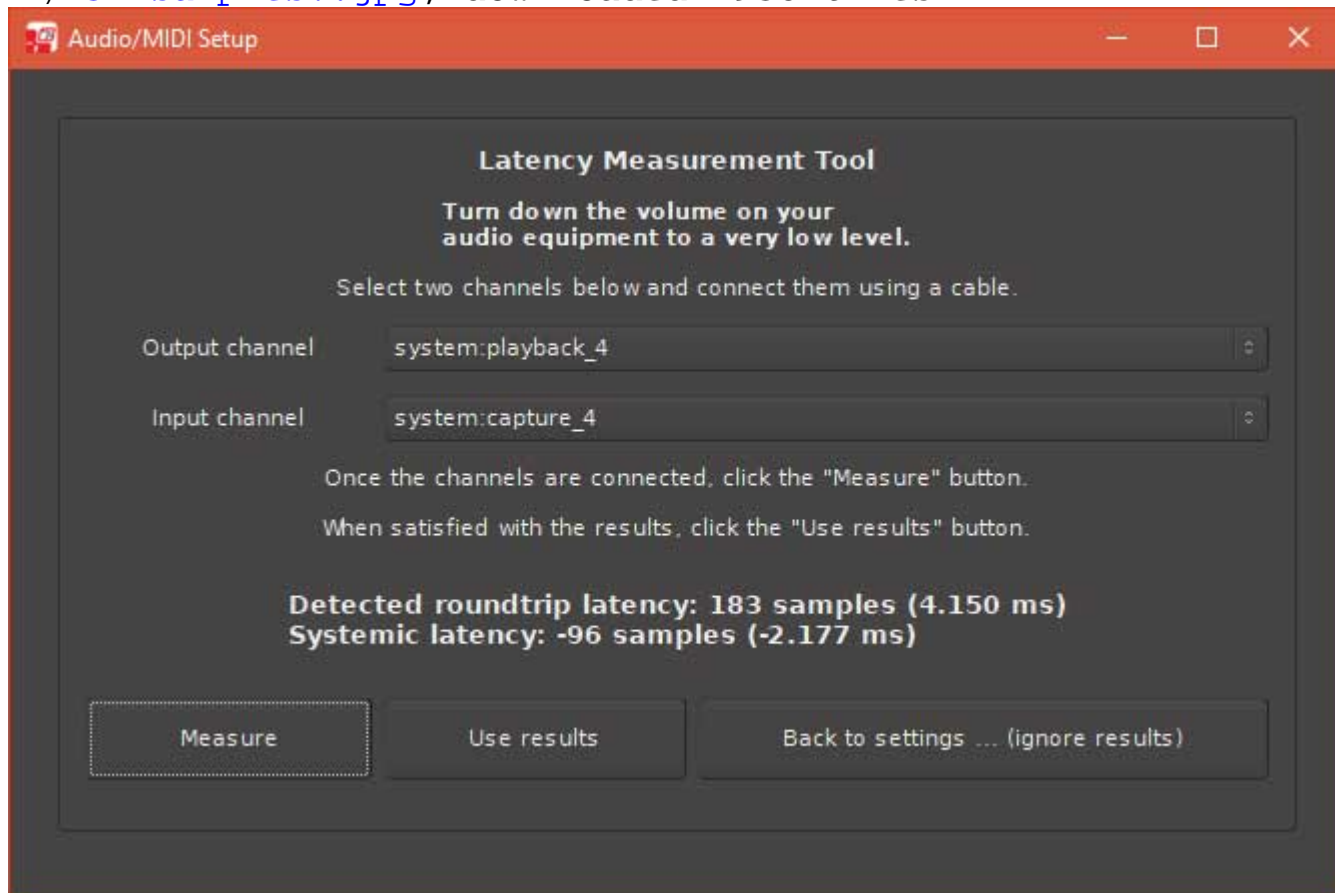 Audio/MIDI Setup
Latency Measurement Tool
Turn down the volume on your
audio equipment to a very low level.
Select two channels below and connect them using a cable.
Output channel system:playback_4
Input channel system:capture_4
Once the channels are connected, click the "Measure" button.
When satisfied with the results, click the "Use results" button.
Detected roundtrip latency: 183 samples (4.150 ms)
Systemic latency: -96 samples (-2.177 ms)
Measure Use results Back to settings ... (ignore results)